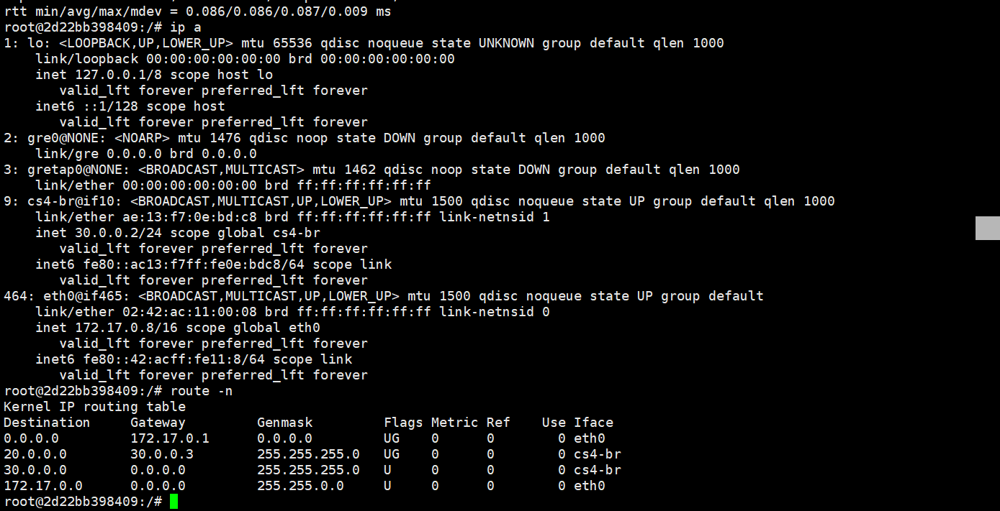 rtt min/avg/max/mdev = 0.086/0.086/0.087/0.009 ms
root@2d22bb398409:/# ip a
1: lo: <LOOPBACK,UP,LOWER_UP> mtu 65536 qdisc noqueue state UNKNOWN group default qlen 1000
    link/loopback 00:00:00:00:00:00 brd 00:00:00:00:00:00
    inet 127.0.0.1/8 scope host lo
       valid_lft forever preferred_lft forever
    inet6 ::1/128 scope host
       valid_lft forever preferred_lft forever
2: gre0@NONE: <NOARP> mtu 1476 qdisc noop state DOWN group default qlen 1000
    link/gre 0.0.0.0 brd 0.0.0.0
3: gretap0@NONE: <BROADCAST,MULTICAST> mtu 1462 qdisc noop state DOWN group default qlen 1000
    link/ether 00:00:00:00:00:00 brd ff:ff:ff:ff:ff:ff
9: cs4-br@if10: <BROADCAST,MULTICAST,UP,LOWER_UP> mtu 1500 qdisc noqueue state UP group default qlen 1000
    link/ether ae:13:f7:0e:bd:c8 brd ff:ff:ff:ff:ff:ff link-netnsid 1
    inet 30.0.0.2/24 scope global cs4-br
       valid_lft forever preferred_lft forever
    inet6 fe80::ac13:f7ff:fe0e:bdc8/64 scope link
       valid_lft forever preferred_lft forever
464: eth0@if465: <BROADCAST,MULTICAST,UP,LOWER_UP> mtu 1500 qdisc noqueue state UP group default
    link/ether 02:42:ac:11:00:08 brd ff:ff:ff:ff:ff:ff link-netnsid 0
    inet 172.17.0.8/16 scope global eth0
       valid_lft forever preferred_lft forever
    inet6 fe80::42:acff:fe11:8/64 scope link
       valid_lft forever preferred_lft forever
root@2d22bb398409:/# route -n
Kernel IP routing table
Destination     Gateway         Genmask         Flags Metric Ref    Use Iface
0.0.0.0         172.17.0.1      0.0.0.0         UG    0      0        0 eth0
20.0.0.0        30.0.0.3        255.255.255.0   UG    0      0        0 cs4-br
30.0.0.0        0.0.0.0         255.255.255.0   U     0      0        0 cs4-br
172.17.0.0      0.0.0.0         255.255.0.0     U     0      0        0 eth0
root@2d22bb398409:/#